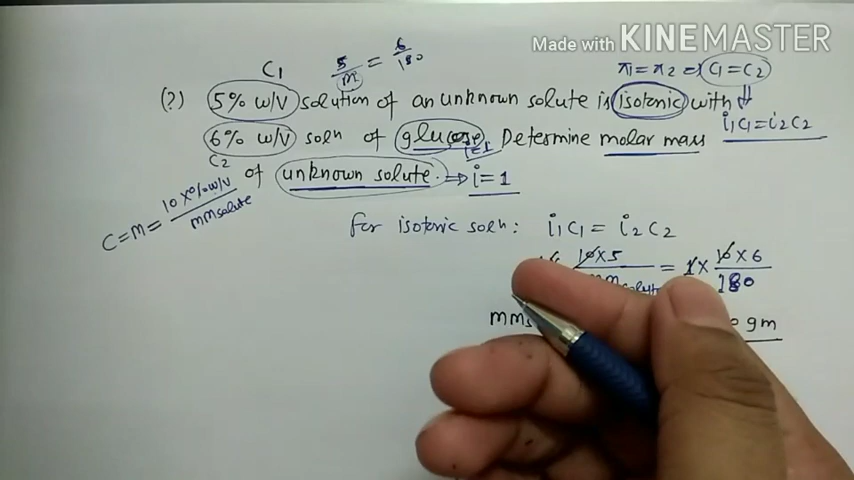 Made with KINEMASTER
C1 5/m = 6/180 π1 = π2 ⇒ C1 = C2
(?) 5% w/v solution of an unknown solute is isotonic with
6% w/v soln of glucose. Determine molar mass i1C1 = i2C2
C2 i=1
of unknown solute. → i = 1
C = M = 10 x % w/v / mmsolute
for isotonic soln: i1C1 = i2C2
10 x 5 / = 1 x 10 x 6 / 180
gm